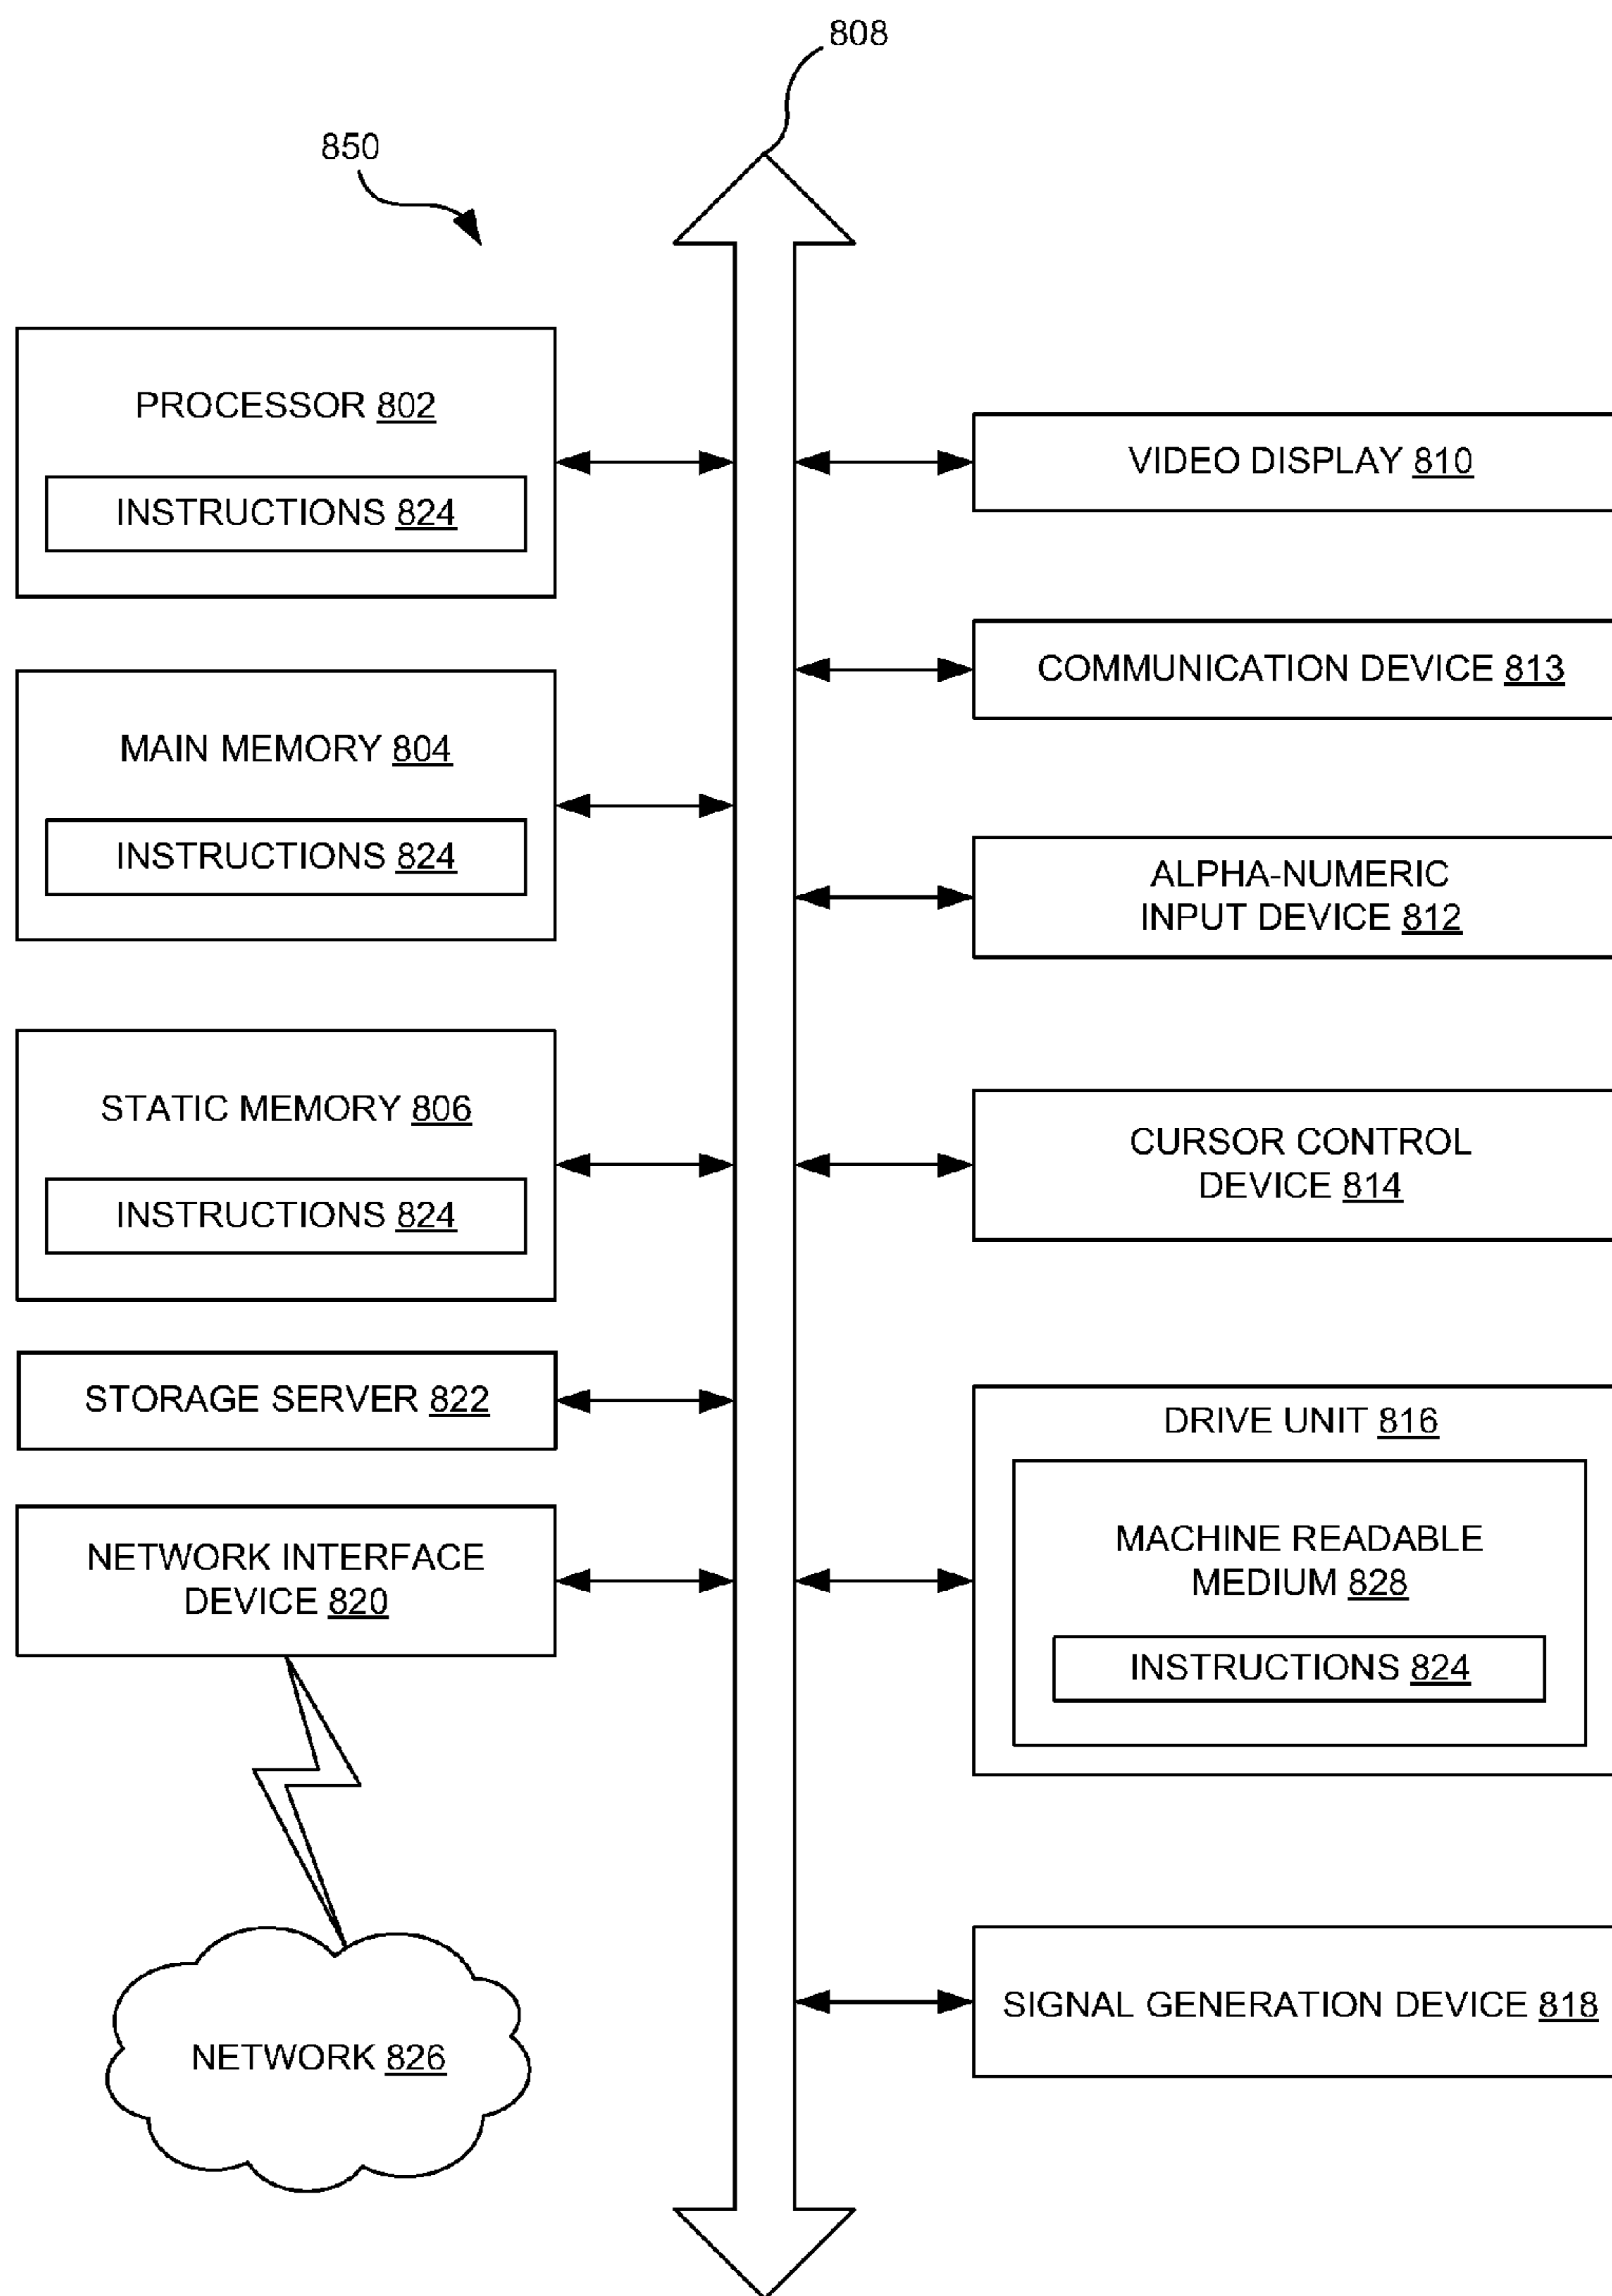 808
850
PROCESSOR 802
INSTRUCTIONS 824
MAIN MEMORY 804
INSTRUCTIONS 824
STATIC MEMORY 806
INSTRUCTIONS 824
STORAGE SERVER 822
NETWORK INTERFACE
DEVICE 820
NETWORK 826
VIDEO DISPLAY 810
COMMUNICATION DEVICE 813
ALPHA-NUMERIC
INPUT DEVICE 812
CURSOR CONTROL
DEVICE 814
DRIVE UNIT 816
MACHINE READABLE
MEDIUM 828
INSTRUCTIONS 824
SIGNAL GENERATION DEVICE 818